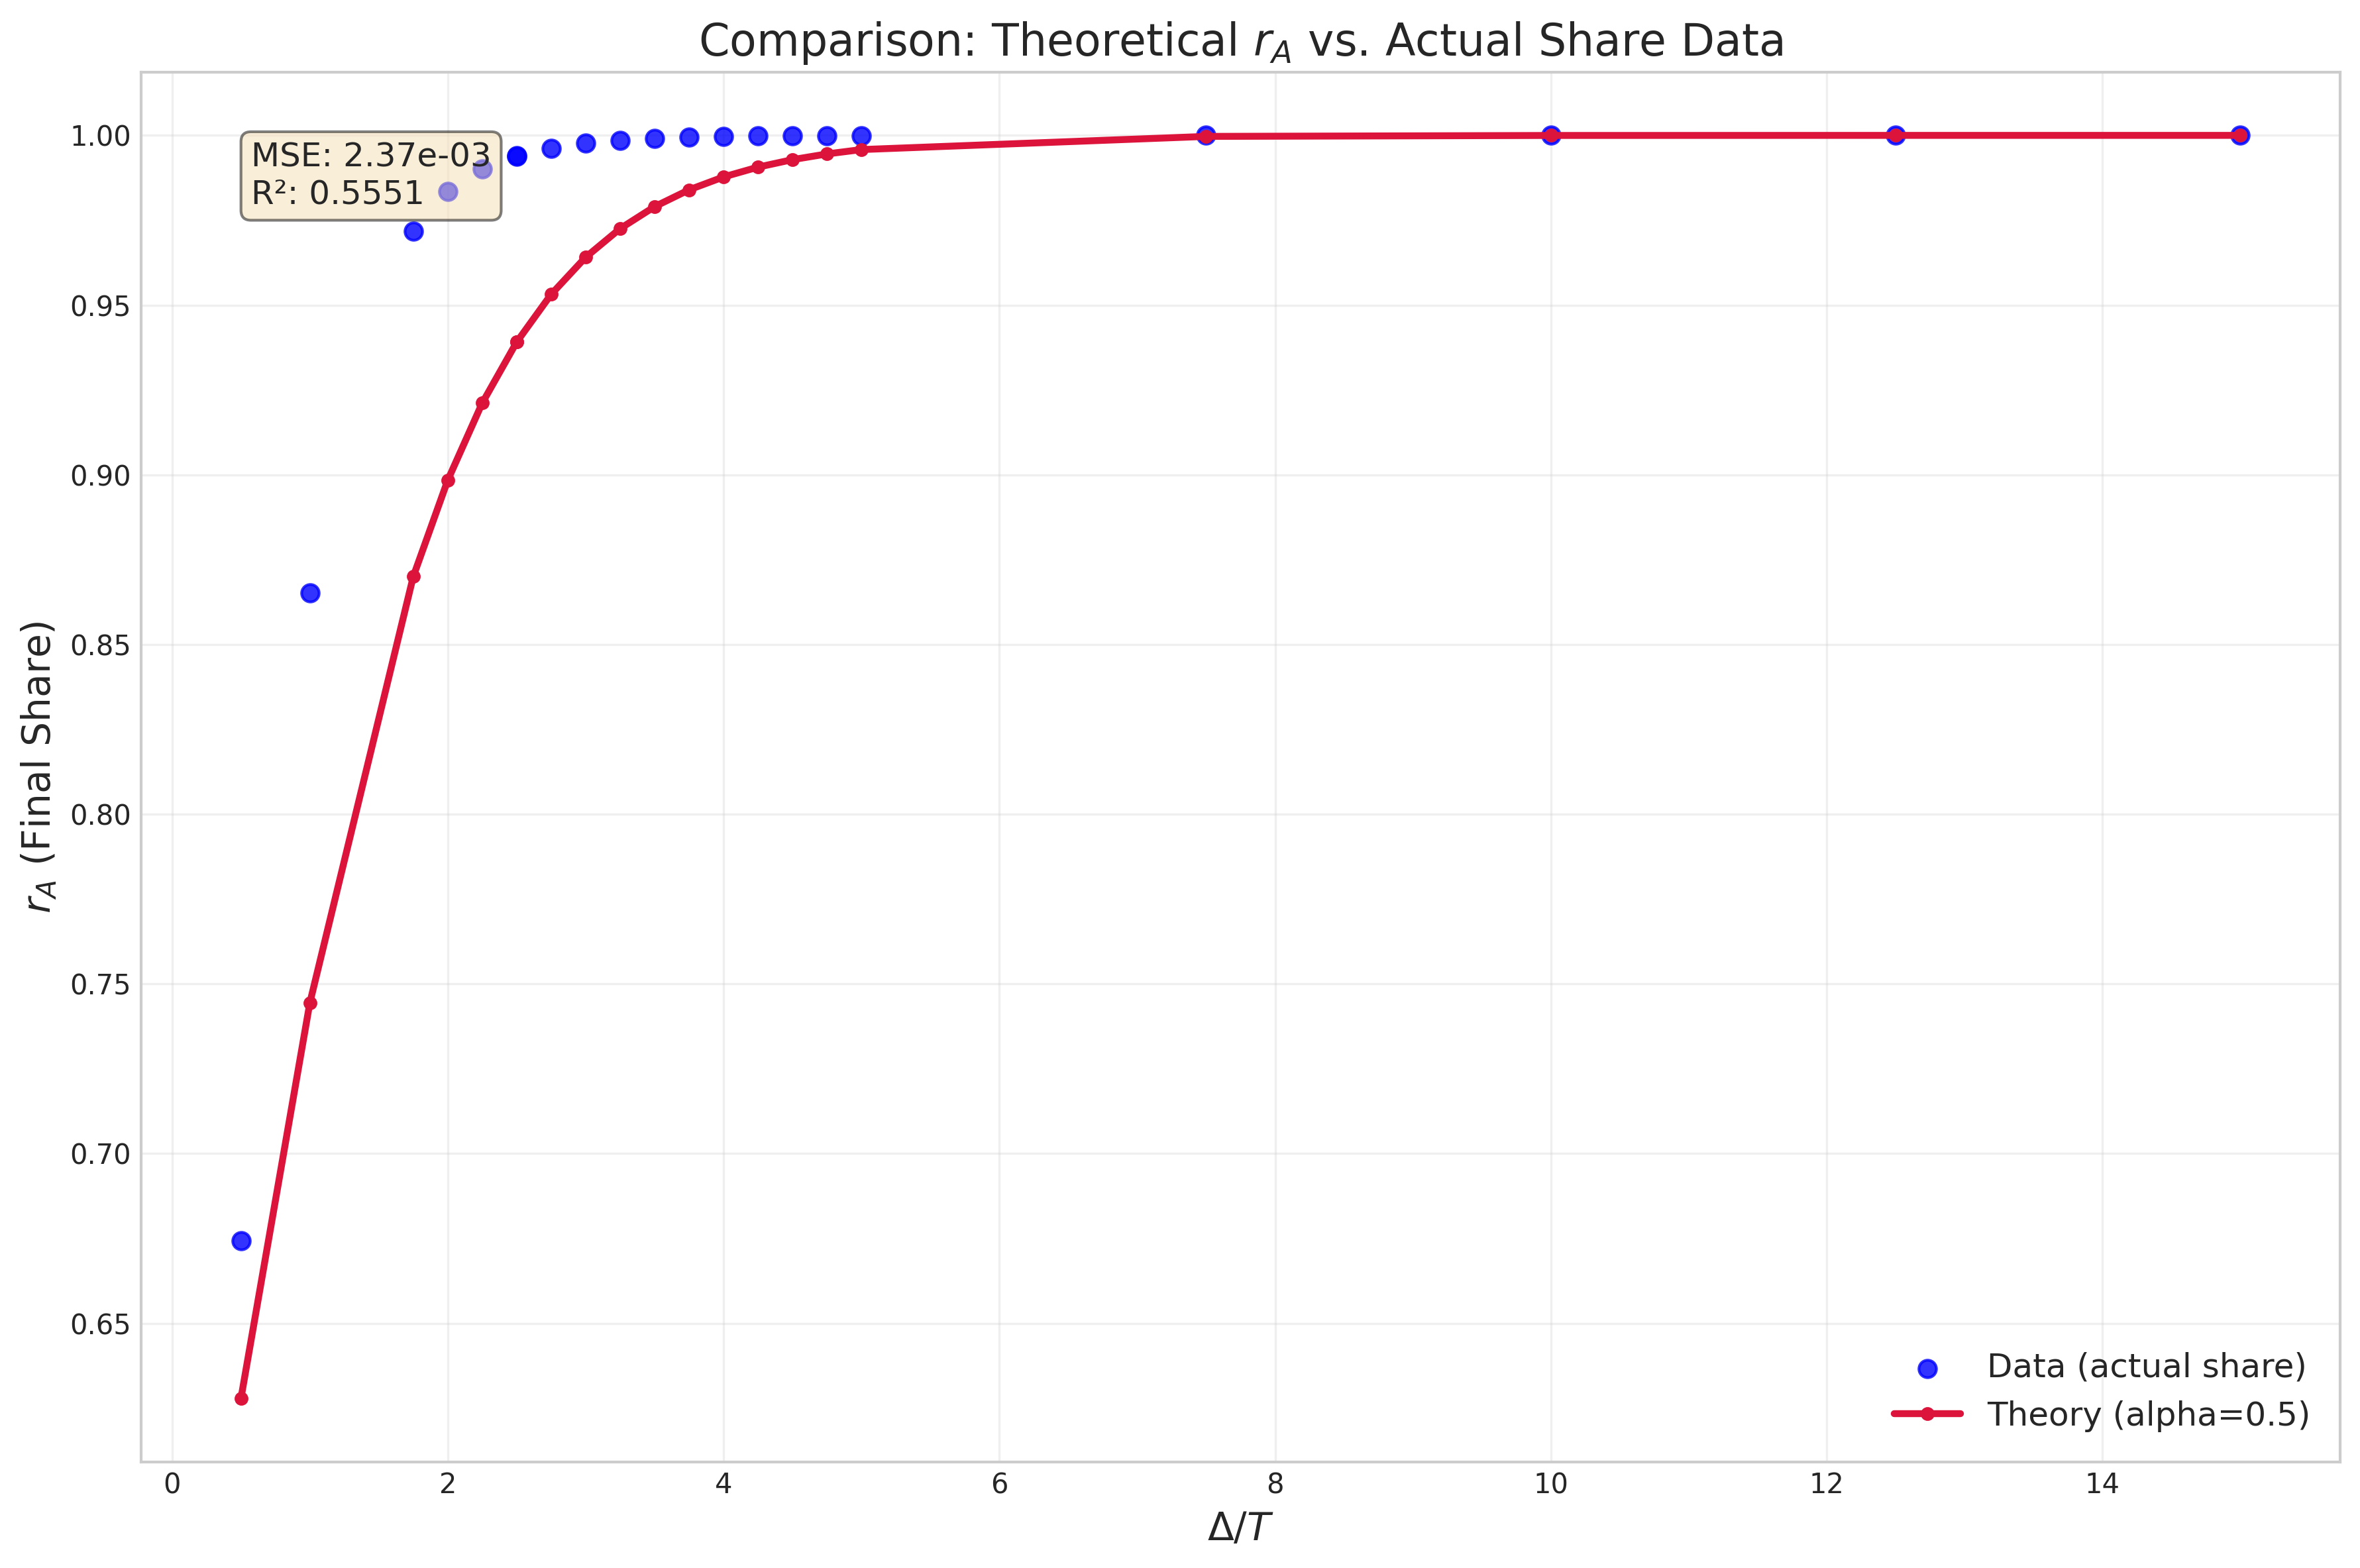 Comparison: Theoretical r_A vs. Actual Share Data
MSE: 2.37e-03
R²: 0.5551
1.00
0.95
0.90
0.85
0.80
0.75
0.70
0.65
r_A (Final Share)
0 2 4 6 8 10 12 14
Δ/T
Data (actual share)
Theory (alpha=0.5)